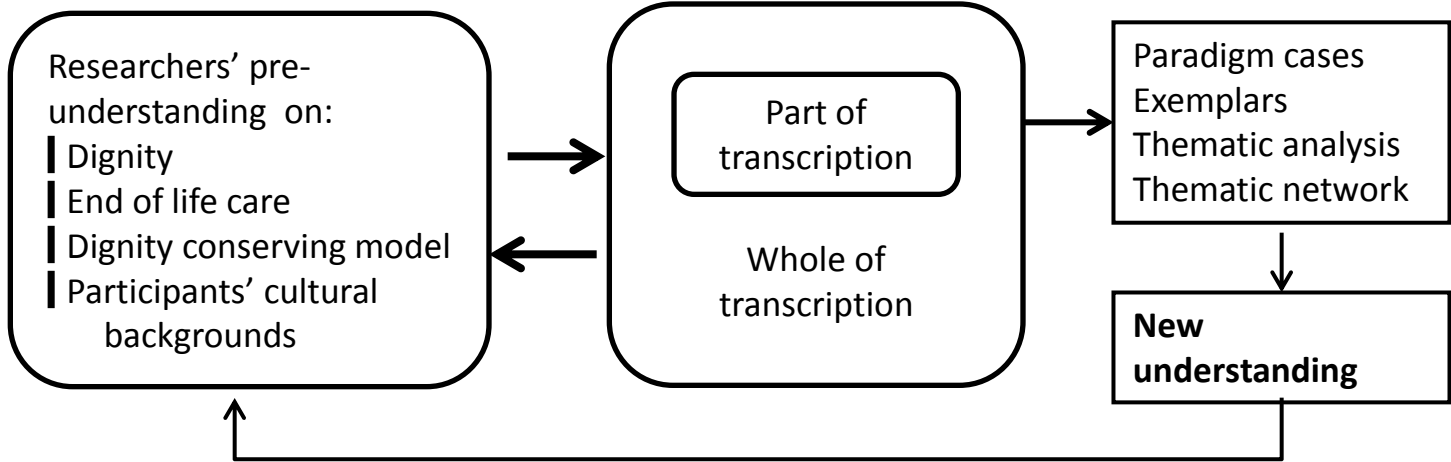 Researchers’ pre-
understanding on:
Dignity
End of life care
Dignity conserving model
Participants’ cultural
backgrounds
Part of
transcription
Whole of
transcription
Paradigm cases
Exemplars
Thematic analysis
Thematic network
New
understanding